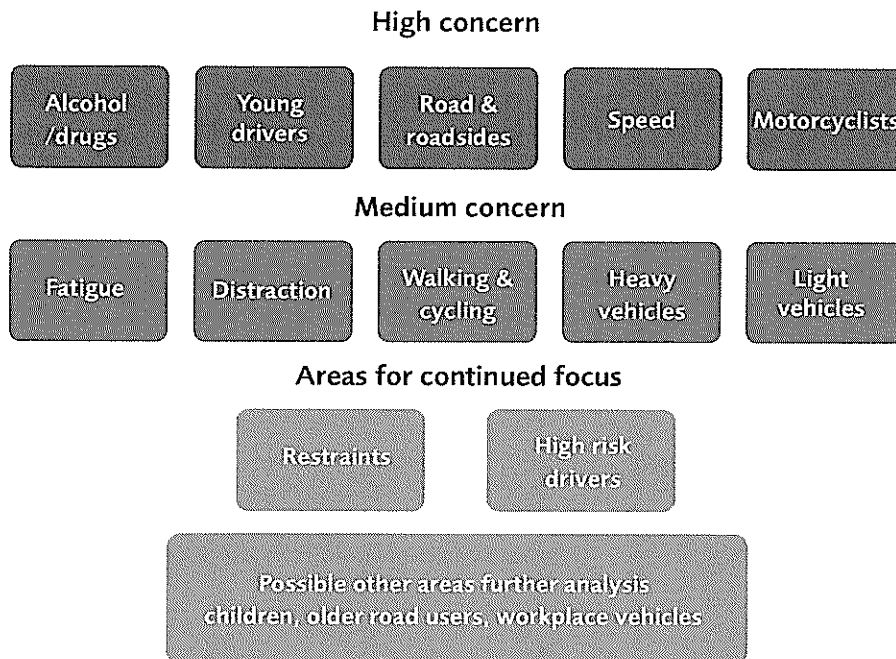 High concern
Alcohol
/drugs
Young
drivers
Road &
roadsides
Speed
Motorcyclists
Medium concern
Fatigue
Distraction
Walking &
cycling
Heavy
vehicles
Light
vehicles
Areas for continued focus
Restraints
High risk
drivers
Possible other areas further analysis
children, older road users, workplace vehicles